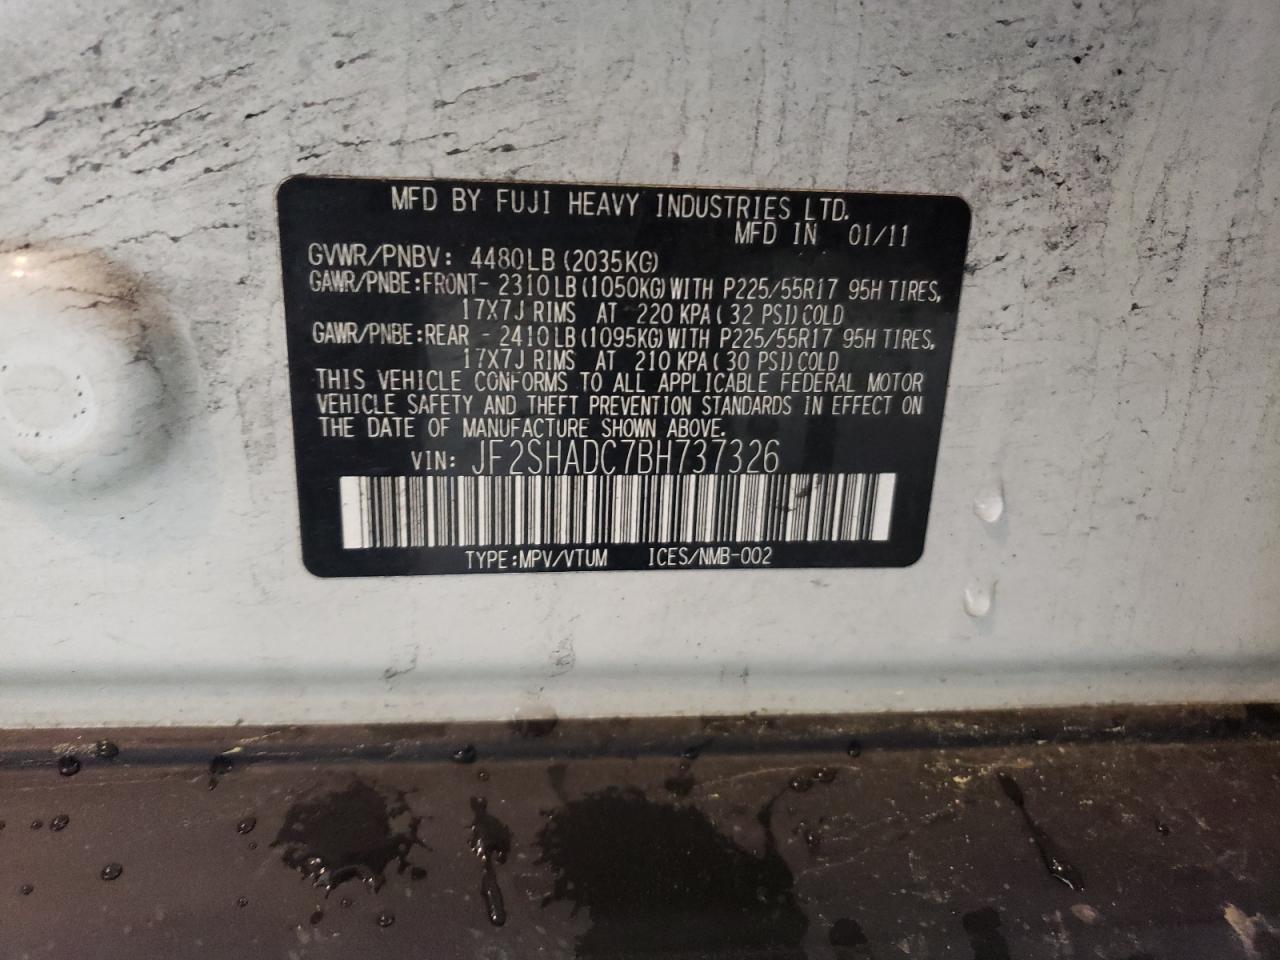 MFD BY FUJI HEAVY INDUSTRIES LTD.
MFD IN 01/11
GVWR/PNBV: 4480LB (2035KG)
GAWR/PNBE:FRONT- 2310LB(1050KG) WITH P225/55R17 95H TIRES,
17X7J RIMS AT 220 KPA( 32 PSI) COLD
GAWR/PNBE:REAR - 2410LB(1095KG) WITH P225/55R17 95H TIRES,
17X7J RIMS AT 210 KPA( 30 PSI) COLD
THIS VEHICLE CONFORMS TO ALL APPLICABLE FEDERAL MOTOR
VEHICLE SAFETY AND THEFT PREVENTION STANDARDS IN EFFECT ON
THE DATE OF MANUFACTURE SHOWN ABOVE.
VIN: JF2SHADC7BH737326
TYPE:MPV/VTUM ICES/NMB-002